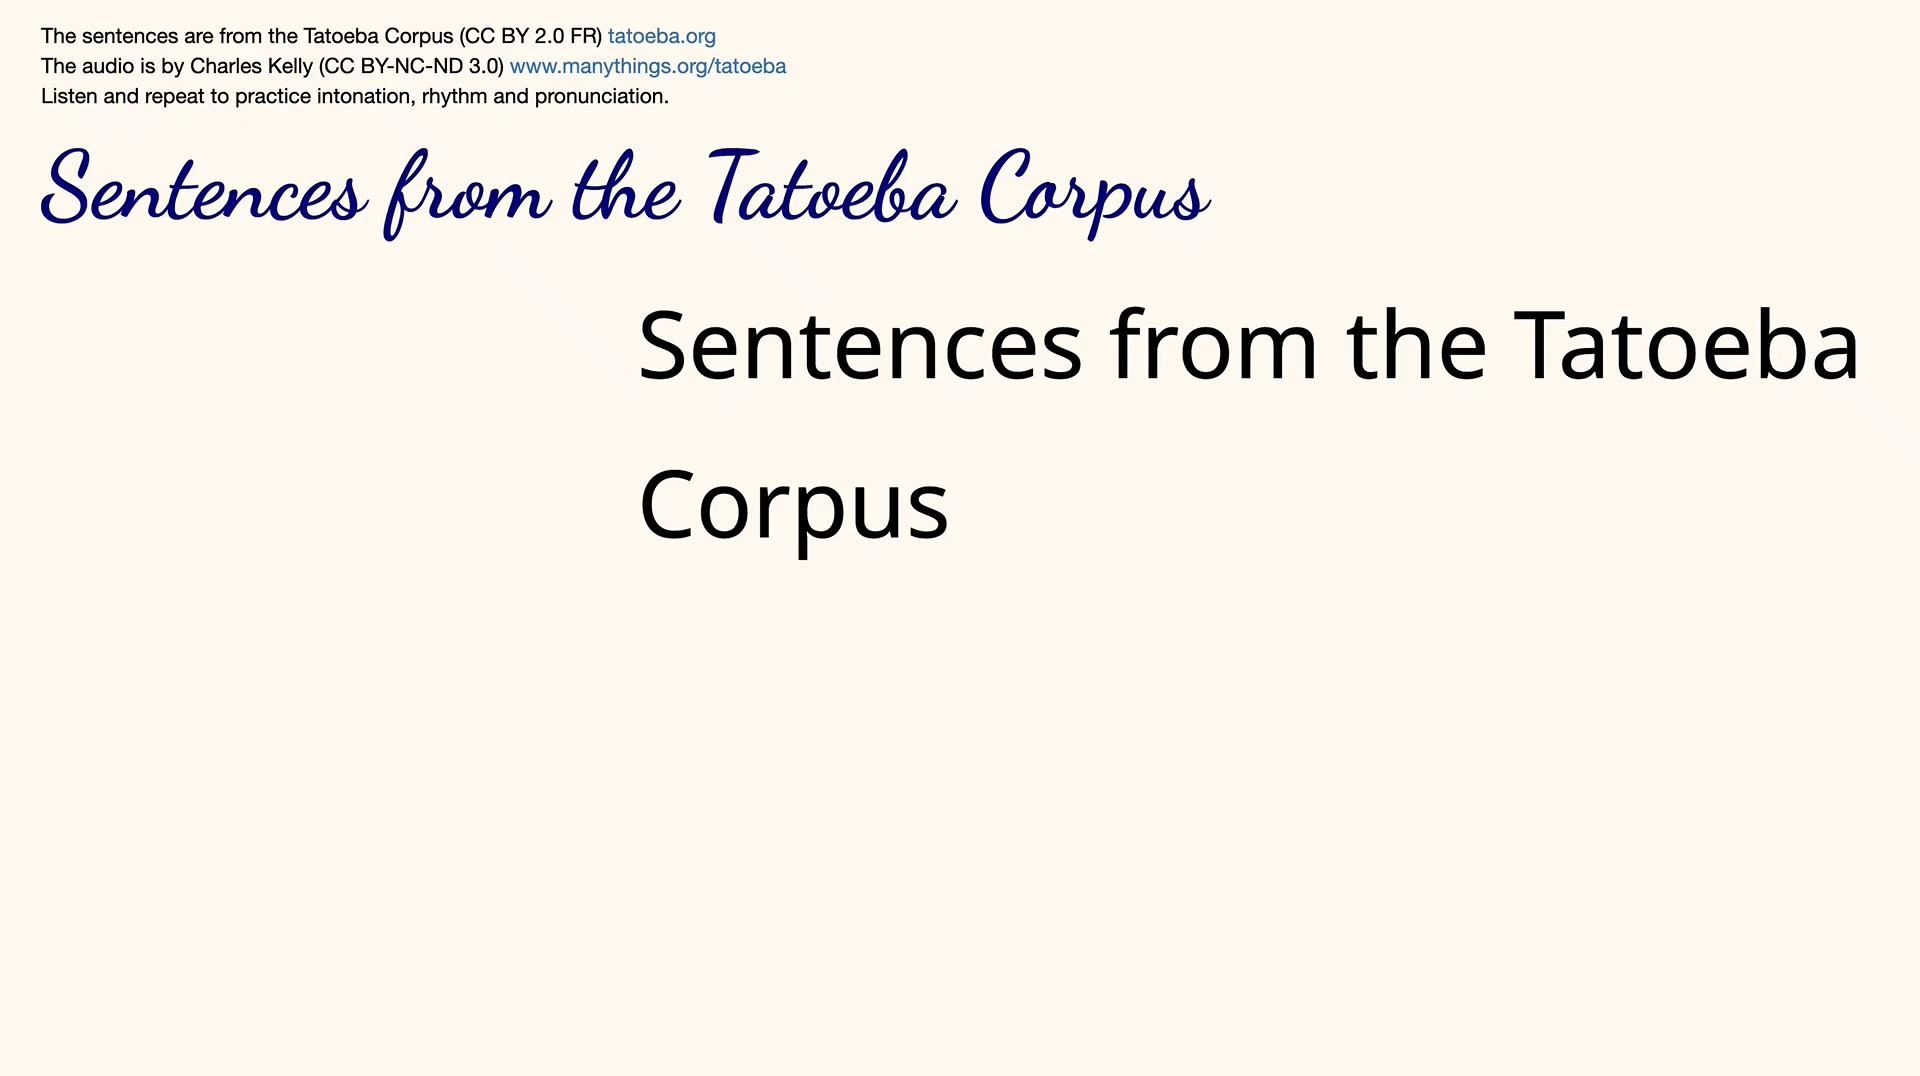 The sentences are from the Tatoeba Corpus (CC BY 2.0 FR) tatoeba.org
The audio is by Charles Kelly (CC BY-NC-ND 3.0) www.manythings.org/tatoeba
Listen and repeat to practice intonation, rhythm and pronunciation.
Sentences from the Tatoeba Corpus
Sentences from the Tatoeba
Corpus